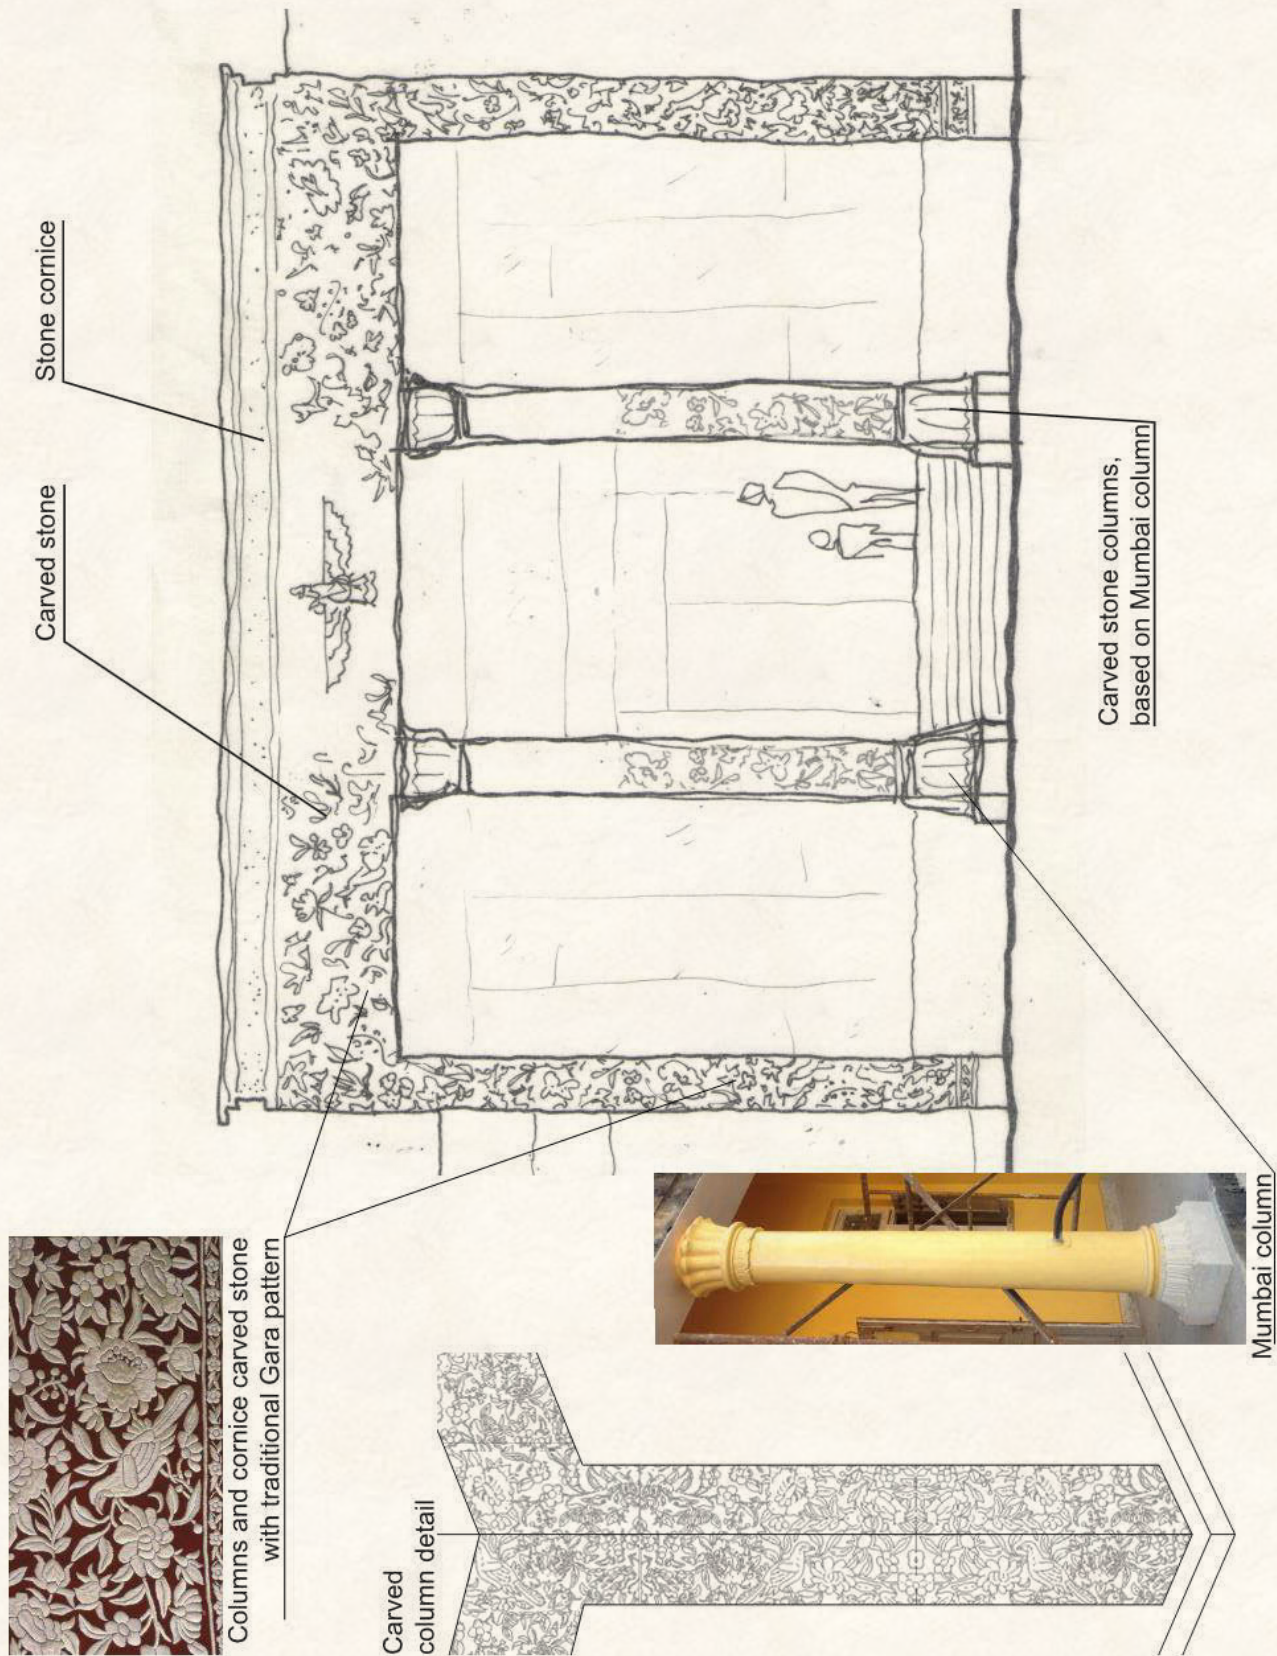 Columns and cornice carved stone
with traditional Gara pattern
Carved stone
Stone cornice
Carved
column detail
Mumbai column
Carved stone columns,
based on Mumbai column